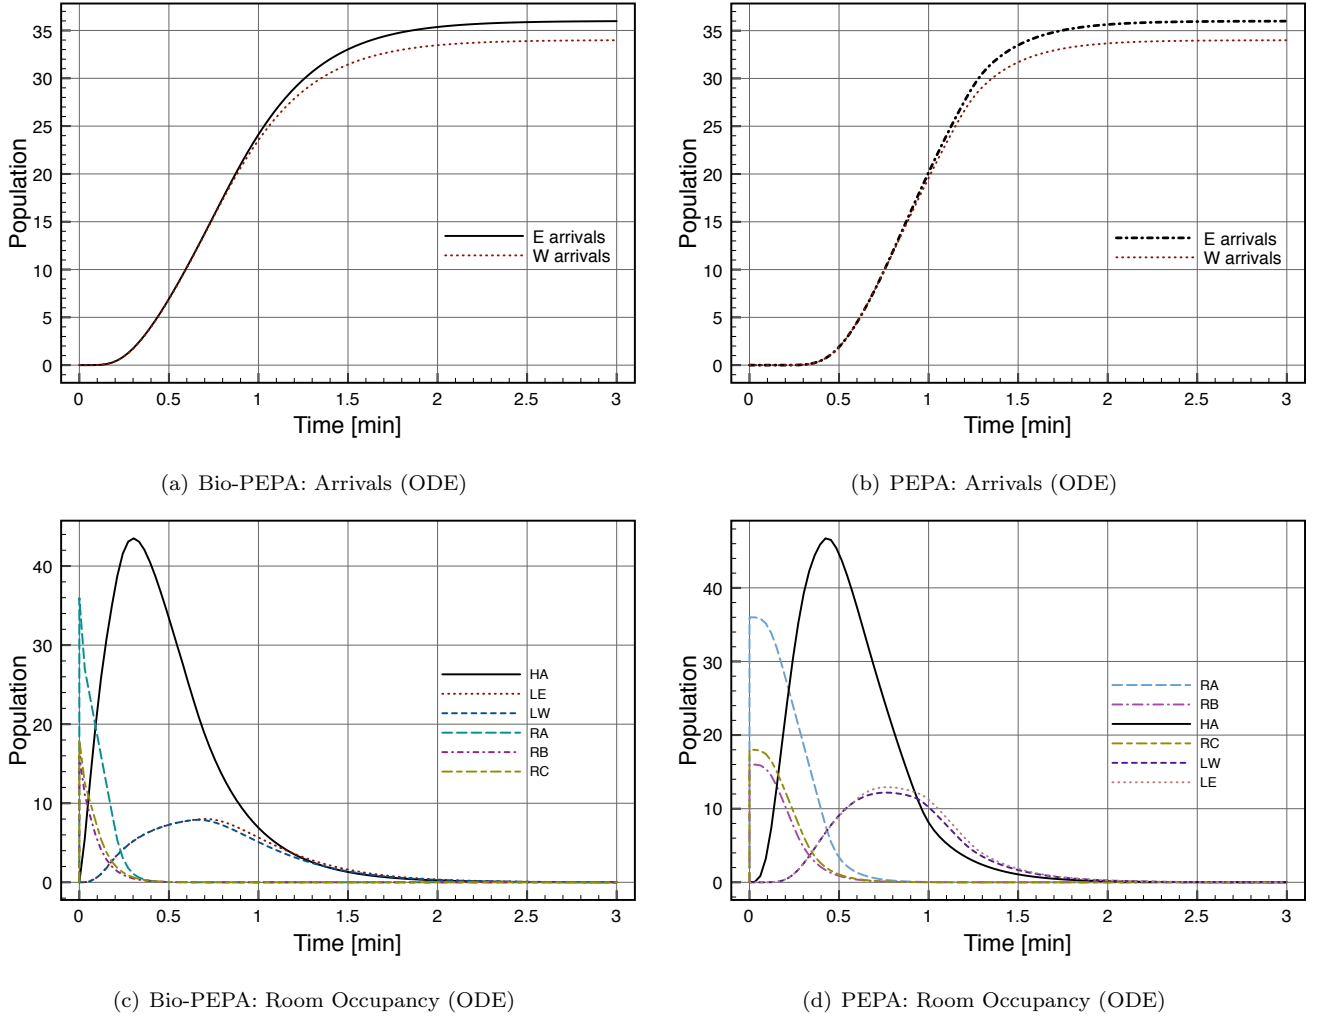 35
30
25
20
15
10
5
0
Population
E arrivals
W arrivals
0 0.5 1 1.5 2 2.5 3
Time [min]
(a) Bio-PEPA: Arrivals (ODE)
35
30
25
20
15
10
5
0
Population
E arrivals
W arrivals
0 0.5 1 1.5 2 2.5 3
Time [min]
(b) PEPA: Arrivals (ODE)
40
30
20
10
0
Population
HA
LE
LW
RA
RB
RC
0 0.5 1 1.5 2 2.5 3
Time [min]
(c) Bio-PEPA: Room Occupancy (ODE)
40
30
20
10
0
Population
RA
RB
HA
RC
LW
LE
0 0.5 1 1.5 2 2.5 3
Time [min]
(d) PEPA: Room Occupancy (ODE)